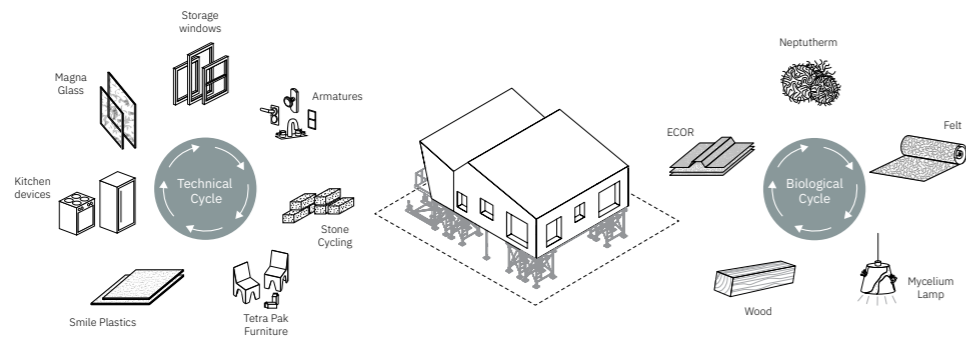 Storage
windows
Magna
Glass
Armatures
Technical
Cycle
Kitchen
devices
Stone
Cycling
Smile Plastics
Tetra Pak
Furniture
Neptutherm
ECOR
Felt
Biological
Cycle
Wood
Mycelium
Lamp